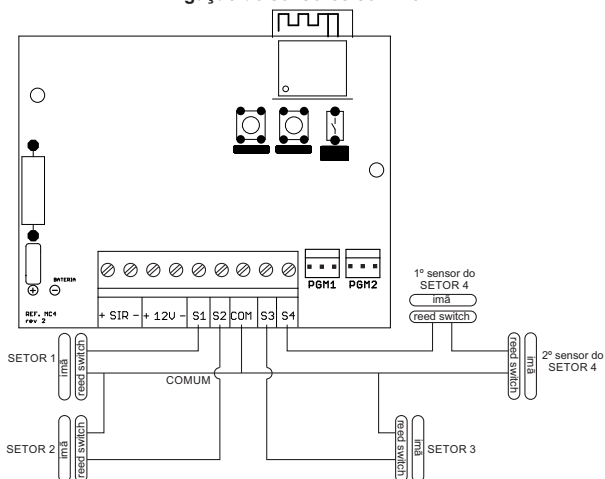 PGM1 PGM2
BATERIA
REF. MC4
rev 2
+ SIR - + 12V - S1 S2 COM S3 S4
1º sensor do
SETOR 4
imã
reed switch
SETOR 1
imã
reed switch
COMUM
reed switch
imã
2º sensor do
SETOR 4
SETOR 2
imã
reed switch
reed switch
imã
SETOR 3